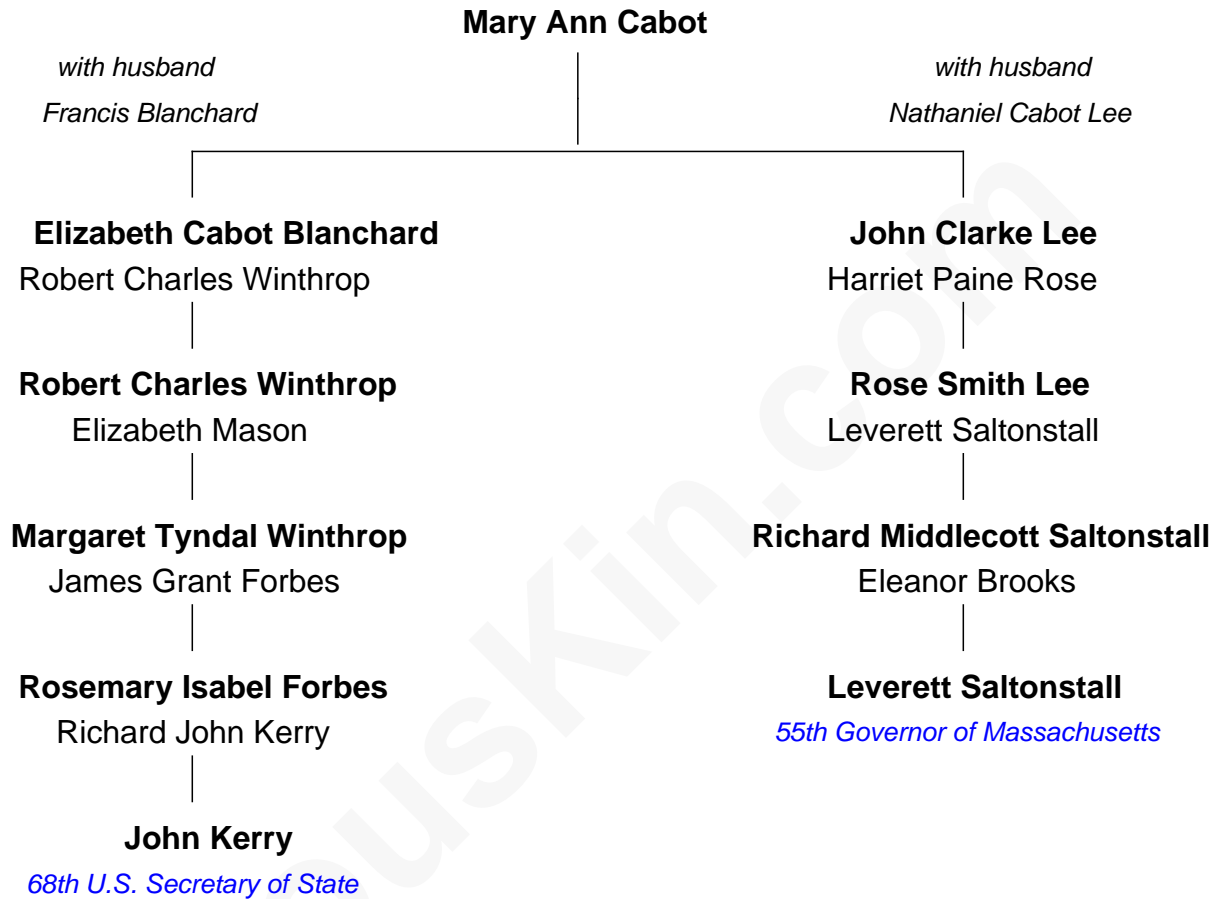 Mary Ann Cabot
with husband
Francis Blanchard
with husband
Nathaniel Cabot Lee
Elizabeth Cabot Blanchard
Robert Charles Winthrop
John Clarke Lee
Harriet Paine Rose
Robert Charles Winthrop
Elizabeth Mason
Rose Smith Lee
Leverett Saltonstall
Margaret Tyndal Winthrop
James Grant Forbes
Richard Middlecott Saltonstall
Eleanor Brooks
Rosemary Isabel Forbes
Richard John Kerry
Leverett Saltonstall
55th Governor of Massachusetts
John Kerry
68th U.S. Secretary of State